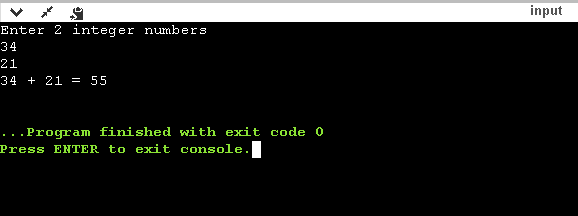 input
Enter 2 integer numbers
34
21
34 + 21 = 55
...Program finished with exit code 0
Press ENTER to exit console.